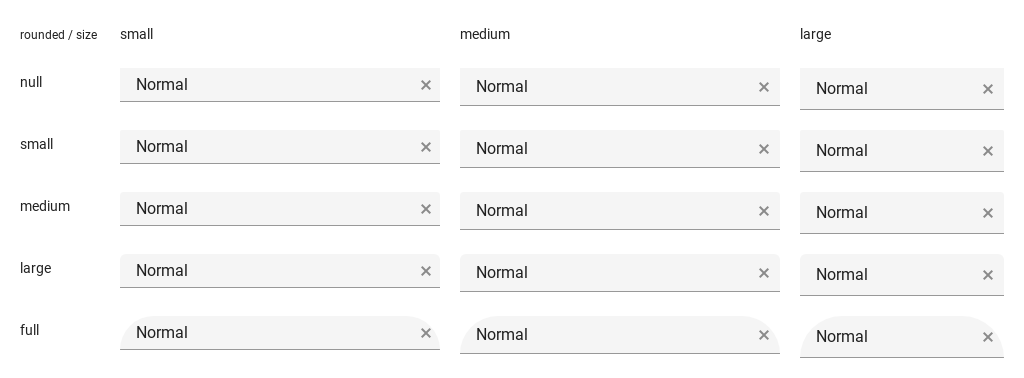 rounded / size small medium large
null Normal Normal Normal
small Normal Normal Normal
medium Normal Normal Normal
large Normal Normal Normal
full Normal Normal Normal